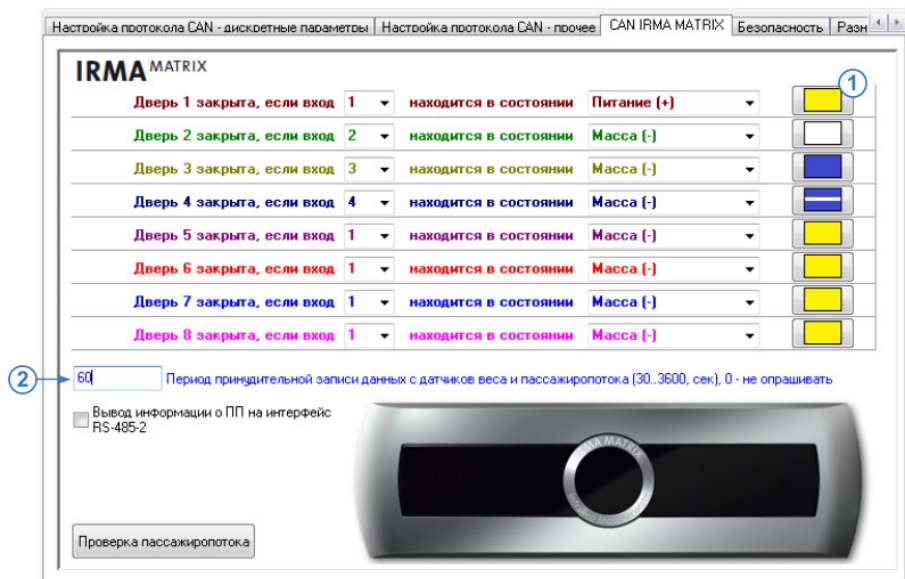 Настройка протокола CAN - дискретные параметры Настройка протокола CAN - прочее CAN IRMA MATRIX Безопасность Разн
IRMA MATRIX
1
Дверь 1 закрыта, если вход 1 находится в состоянии Питание (+)
Дверь 2 закрыта, если вход 2 находится в состоянии Масса (-)
Дверь 3 закрыта, если вход 3 находится в состоянии Масса (-)
Дверь 4 закрыта, если вход 4 находится в состоянии Масса (-)
Дверь 5 закрыта, если вход 1 находится в состоянии Масса (-)
Дверь 6 закрыта, если вход 1 находится в состоянии Масса (-)
Дверь 7 закрыта, если вход 1 находится в состоянии Масса (-)
Дверь 8 закрыта, если вход 1 находится в состоянии Масса (-)
2 60 Период принудительной записи данных с датчиков веса и пассажиропотока (30..3600, сек), 0 - не опрашивать
Вывод информации о ПП на интерфейс
RS-485-2
IRMA MATRIX
Проверка пассажиропотока